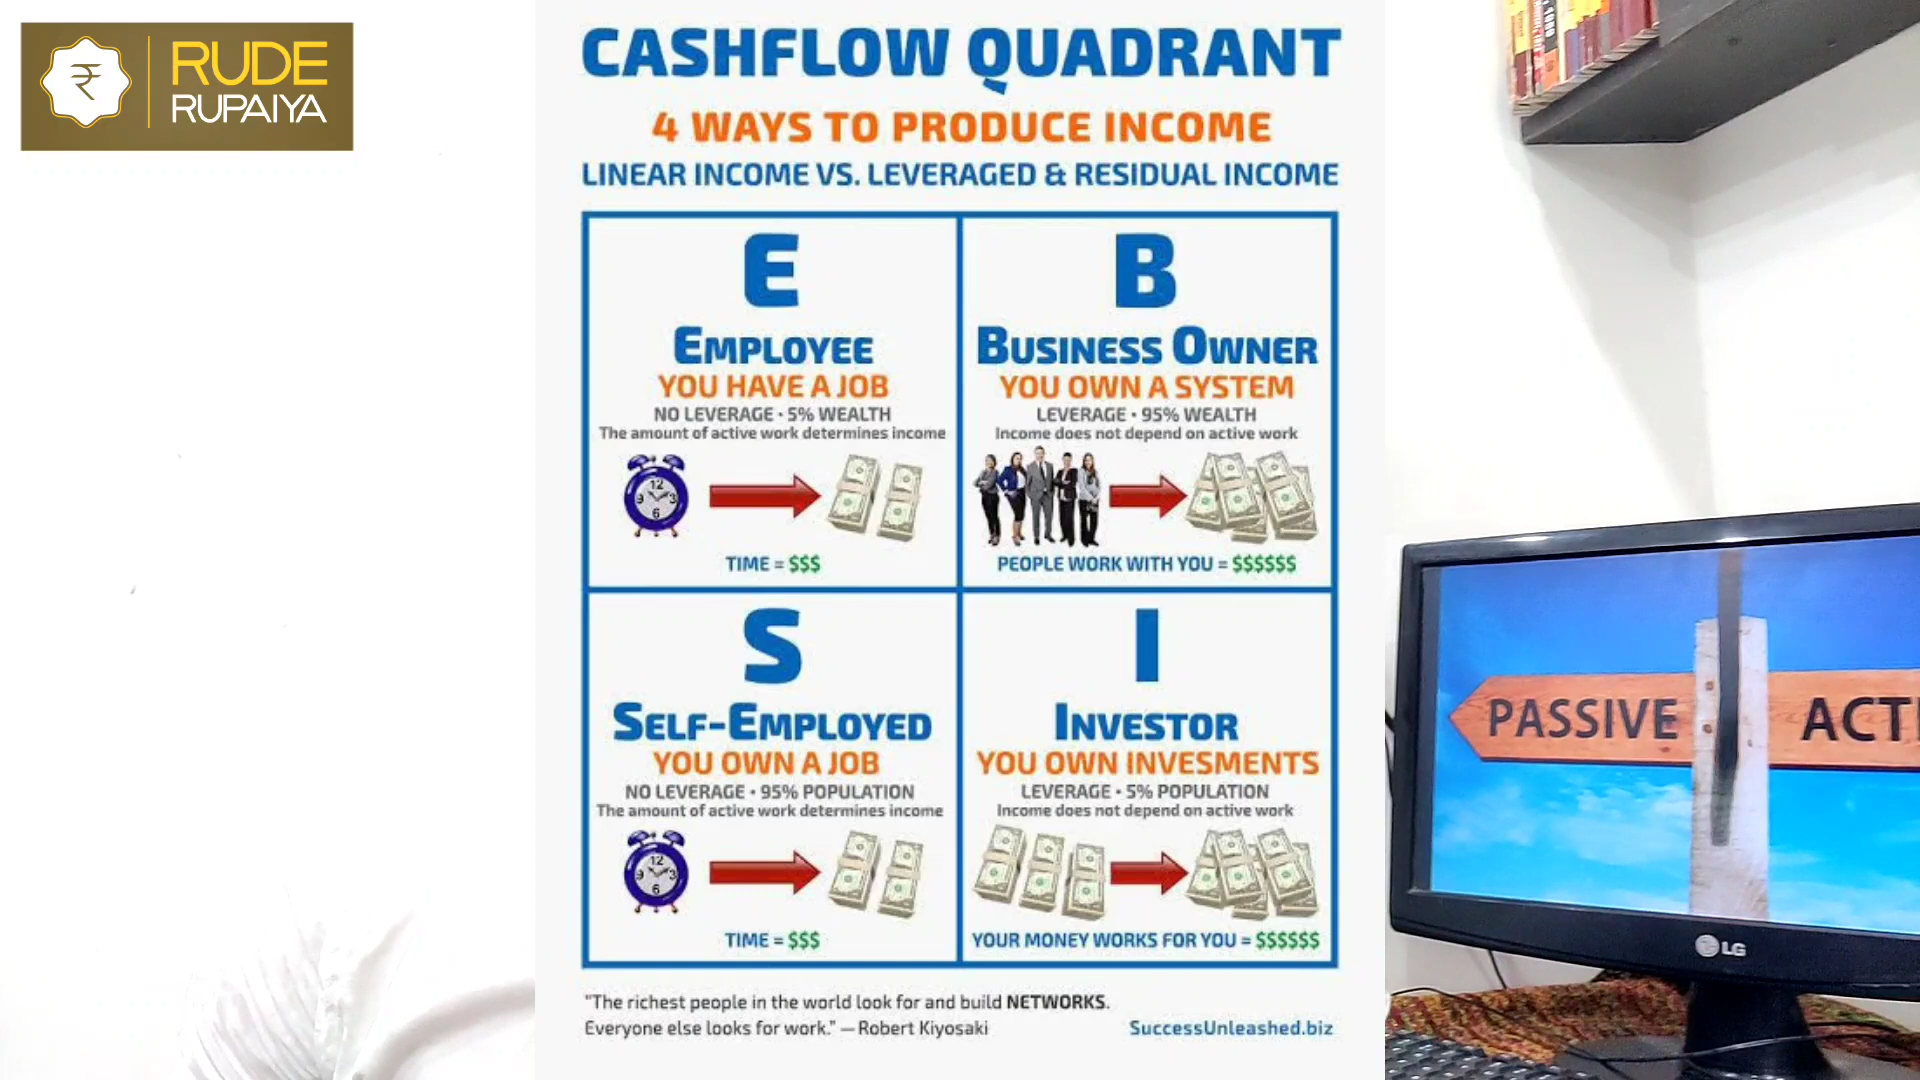 RUDE
RUPAIYA
CASHFLOW QUADRANT
4 WAYS TO PRODUCE INCOME
LINEAR INCOME VS. LEVERAGED & RESIDUAL INCOME
E
EMPLOYEE
YOU HAVE A JOB
NO LEVERAGE • 5% WEALTH
The amount of active work determines income
TIME = $$$
B
BUSINESS OWNER
YOU OWN A SYSTEM
LEVERAGE • 95% WEALTH
Income does not depend on active work
PEOPLE WORK WITH YOU = $$$$$$
S
SELF-EMPLOYED
YOU OWN A JOB
NO LEVERAGE • 95% POPULATION
The amount of active work determines income
TIME = $$$
I
INVESTOR
YOU OWN INVESMENTS
LEVERAGE • 5% POPULATION
Income does not depend on active work
YOUR MONEY WORKS FOR YOU = $$$$$$
"The richest people in the world look for and build NETWORKS.
Everyone else looks for work." — Robert Kiyosaki
SuccessUnleashed.biz
PASSIVE
ACTI
LG